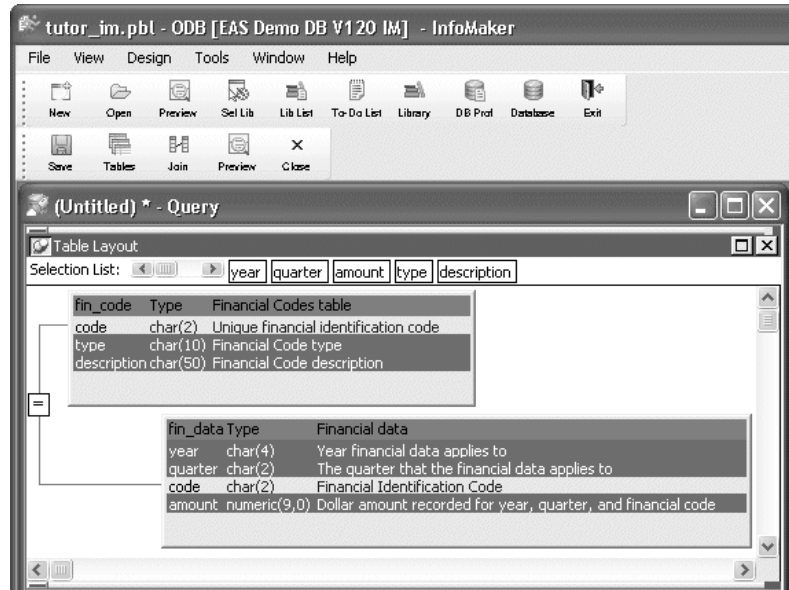 tutor_im.pbl - ODB [EAS Demo DB V120 IM] - InfoMaker
File View Design Tools Window Help
New Open Preview Sel Lib Lib List To-Do List Library DB Prof Database Exit
Save Tables Join Preview Close
(Untitled) * - Query
Table Layout
Selection List: year quarter amount type description
fin_code Type Financial Codes table
code char(2) Unique financial identification code
type char(10) Financial Code type
description char(50) Financial Code description
=
fin_data Type Financial data
year char(4) Year financial data applies to
quarter char(2) The quarter that the financial data applies to
code char(2) Financial Identification Code
amount numeric(9,0) Dollar amount recorded for year, quarter, and financial code